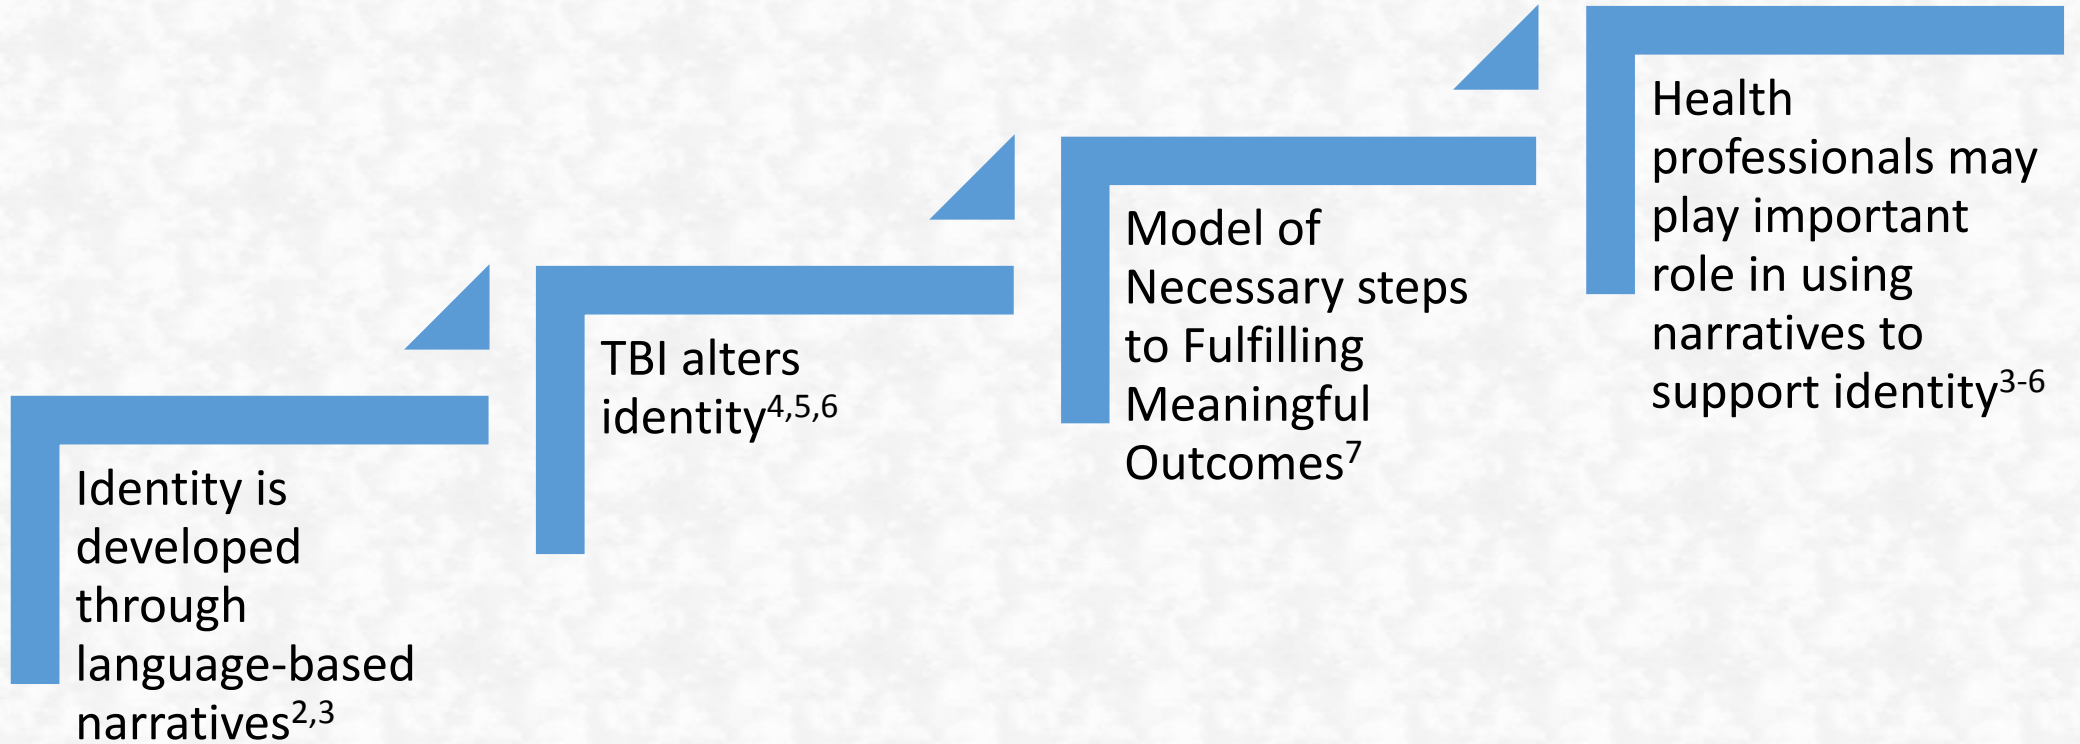 Identity is
developed
through
language-based
narratives2,3
TBI alters
identity4,5,6
Model of
Necessary steps
to Fulfilling
Meaningful
Outcomes7
Health
professionals may
play important
role in using
narratives to
support identity3-6